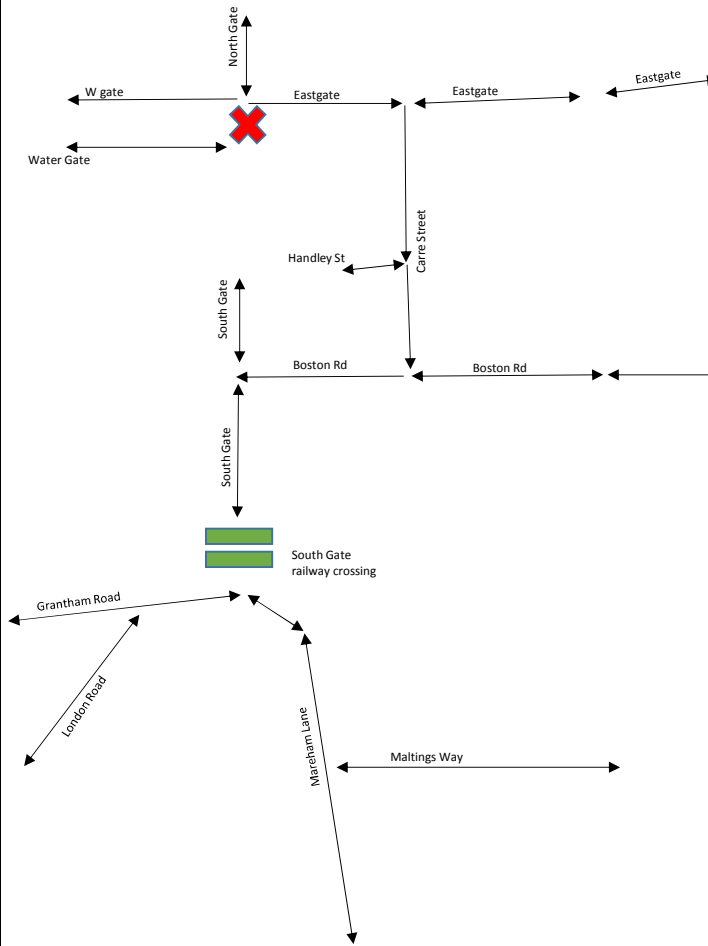 North Gate
Eastgate
W gate
Eastgate
Eastgate
Water Gate
Carre Street
Handley St
South Gate
Boston Rd
Boston Rd
South Gate
South Gate
railway crossing
Grantham Road
London Road
Mareham Lane
Maltings Way